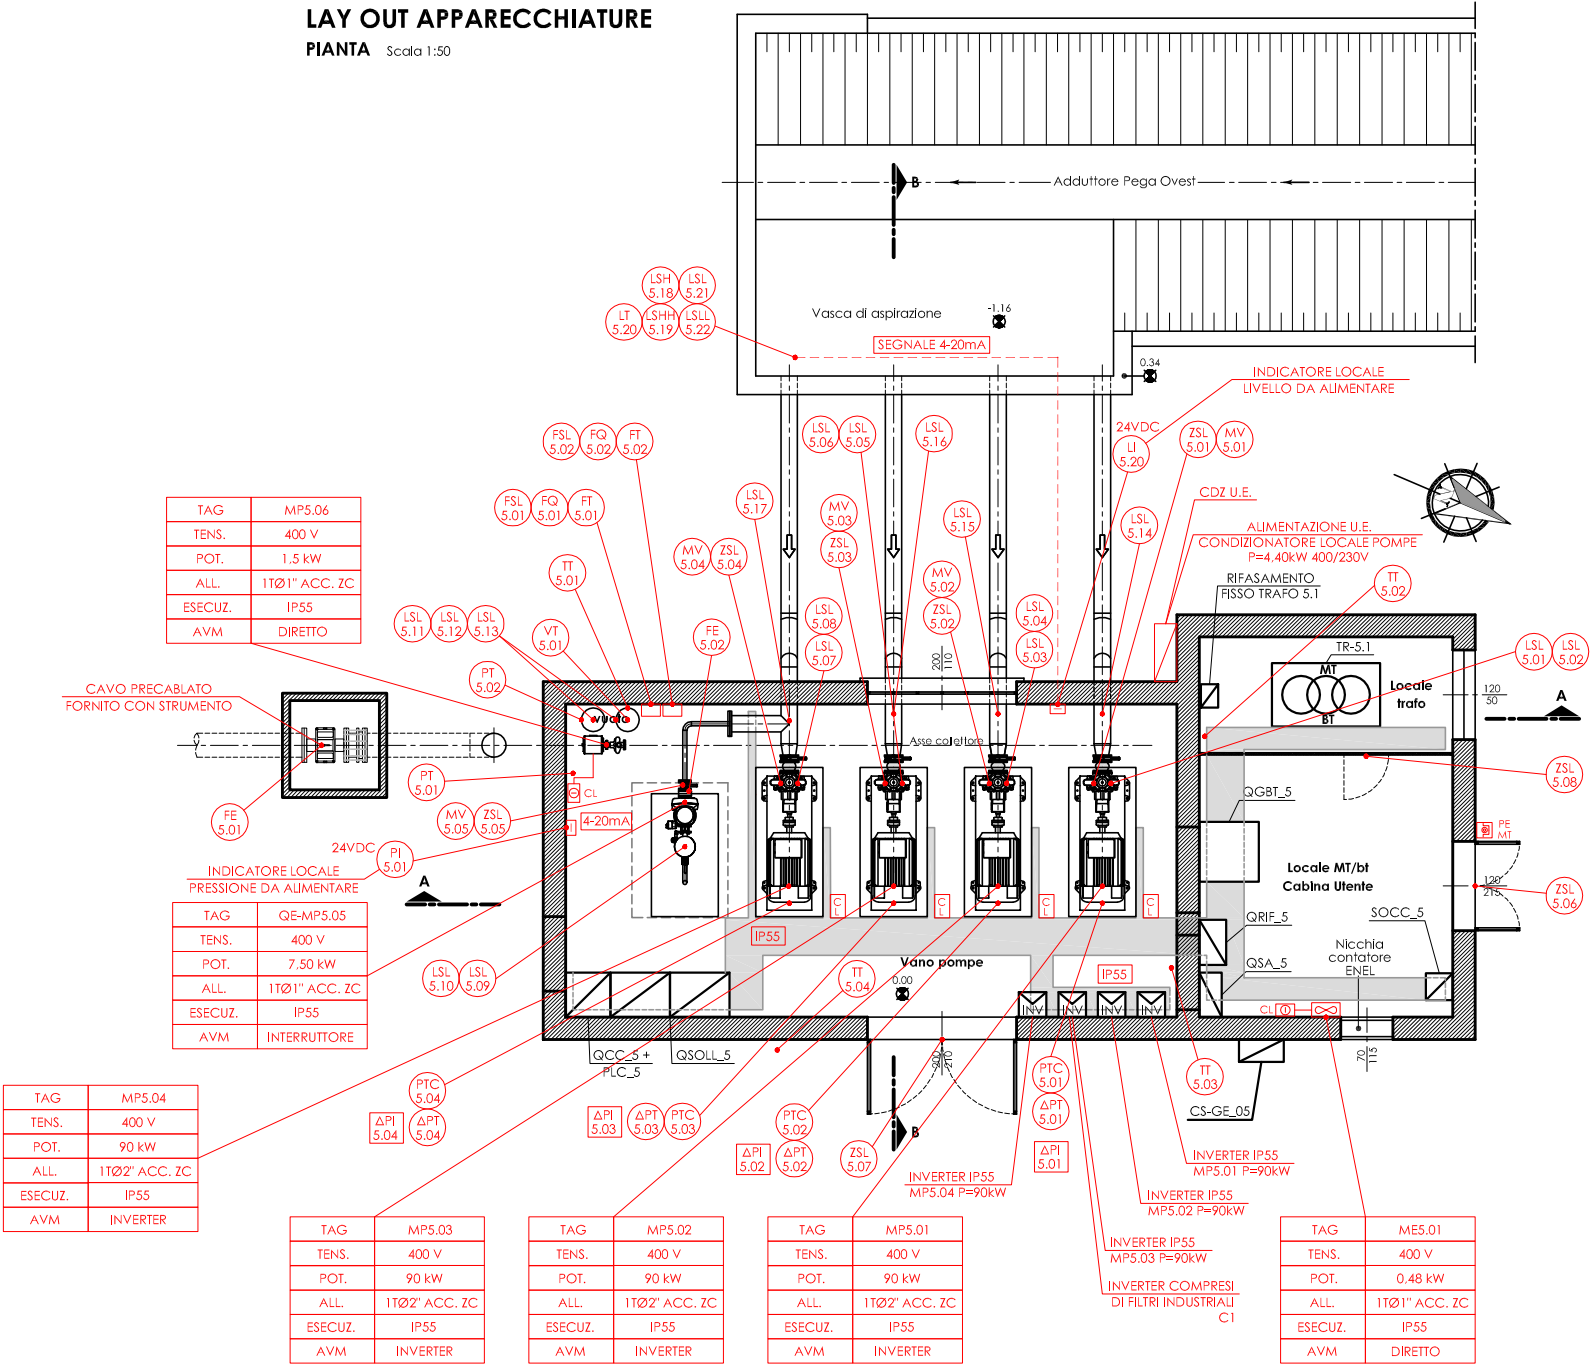 LAY OUT APPARECCHIATURE
PIANTA Scala 1:50
B
Adduttore Pega Ovest
LSH 5.18
LSL 5.21
LT 5.20
LSHH 5.19
LSLL 5.22
Vasca di aspirazione
-1.16
SEGNALE 4-20mA
0.34
INDICATORE LOCALE
LIVELLO DA ALIMENTARE
FSL 5.02
FQ 5.02
FT 5.02
LSL 5.06
LSL 5.05
LSL 5.16
24VDC
LI 5.20
ZSL 5.01
MV 5.01
FSL 5.01
FQ 5.01
FT 5.01
LSL 5.17
MV 5.03
ZSL 5.03
LSL 5.15
LSL 5.14
CDZ U.E.
ALIMENTAZIONE U.E.
CONDIZIONATORE LOCALE POMPE
P=4,40kW 400/230V
TAG MP5.06
TENS. 400 V
POT. 1,5 kW
ALL. 1TØ1" ACC. ZC
ESECUZ. IP55
AVM DIRETTO
TT 5.01
MV 5.04
ZSL 5.04
MV 5.02
ZSL 5.02
RIFASAMENTO
FISSO TRAFO 5.1
TT 5.02
LSL 5.11
LSL 5.12
LSL 5.13
VT 5.01
FE 5.02
LSL 5.08
LSL 5.07
LSL 5.04
LSL 5.03
200
110
LSL 5.01
LSL 5.02
TR-5.1
MT
BT
Locale
trafo
120
50
A
CAVO PRECABLATO
FORNITO CON STRUMENTO
PT 5.02
vuoto
Asse collettore
FE 5.01
PT 5.01
CL
ZSL 5.08
QGBT_5
MV 5.05
ZSL 5.05
4-20mA
24VDC
PI 5.01
INDICATORE LOCALE
PRESSIONE DA ALIMENTARE
A
PE
MT
Locale MT/bt
Cabina Utente
120
215
ZSL 5.06
C
L
C
L
C
L
C
L
TAG QE-MP5.05
TENS. 400 V
POT. 7,50 kW
ALL. 1TØ1" ACC. ZC
ESECUZ. IP55
AVM INTERRUTTORE
IP55
QRIF_5
SOCC_5
Nicchia
contatore
ENEL
QSA_5
LSL 5.10
LSL 5.09
Vano pompe
0.00
TT 5.04
IP55
INV
INV
INV
INV
CL
QCC_5 +
PLC_5
QSOLL_5
200
210
70
115
TAG MP5.04
TENS. 400 V
POT. 90 kW
ALL. 1TØ2" ACC. ZC
ESECUZ. IP55
AVM INVERTER
PTC 5.04
ΔPI 5.04
ΔPT 5.04
ΔPI 5.03
ΔPT 5.03
PTC 5.03
PTC 5.02
ΔPI 5.02
ΔPT 5.02
ZSL 5.07
B
PTC 5.01
ΔPT 5.01
ΔPI 5.01
TT 5.03
CS-GE_05
INVERTER IP55
MP5.04 P=90kW
INVERTER IP55
MP5.01 P=90kW
INVERTER IP55
MP5.02 P=90kW
INVERTER IP55
MP5.03 P=90kW
INVERTER COMPRESI
DI FILTRI INDUSTRIALI
C1
TAG MP5.03
TENS. 400 V
POT. 90 kW
ALL. 1TØ2" ACC. ZC
ESECUZ. IP55
AVM INVERTER
TAG MP5.02
TENS. 400 V
POT. 90 kW
ALL. 1TØ2" ACC. ZC
ESECUZ. IP55
AVM INVERTER
TAG MP5.01
TENS. 400 V
POT. 90 kW
ALL. 1TØ2" ACC. ZC
ESECUZ. IP55
AVM INVERTER
TAG ME5.01
TENS. 400 V
POT. 0,48 kW
ALL. 1TØ1" ACC. ZC
ESECUZ. IP55
AVM DIRETTO